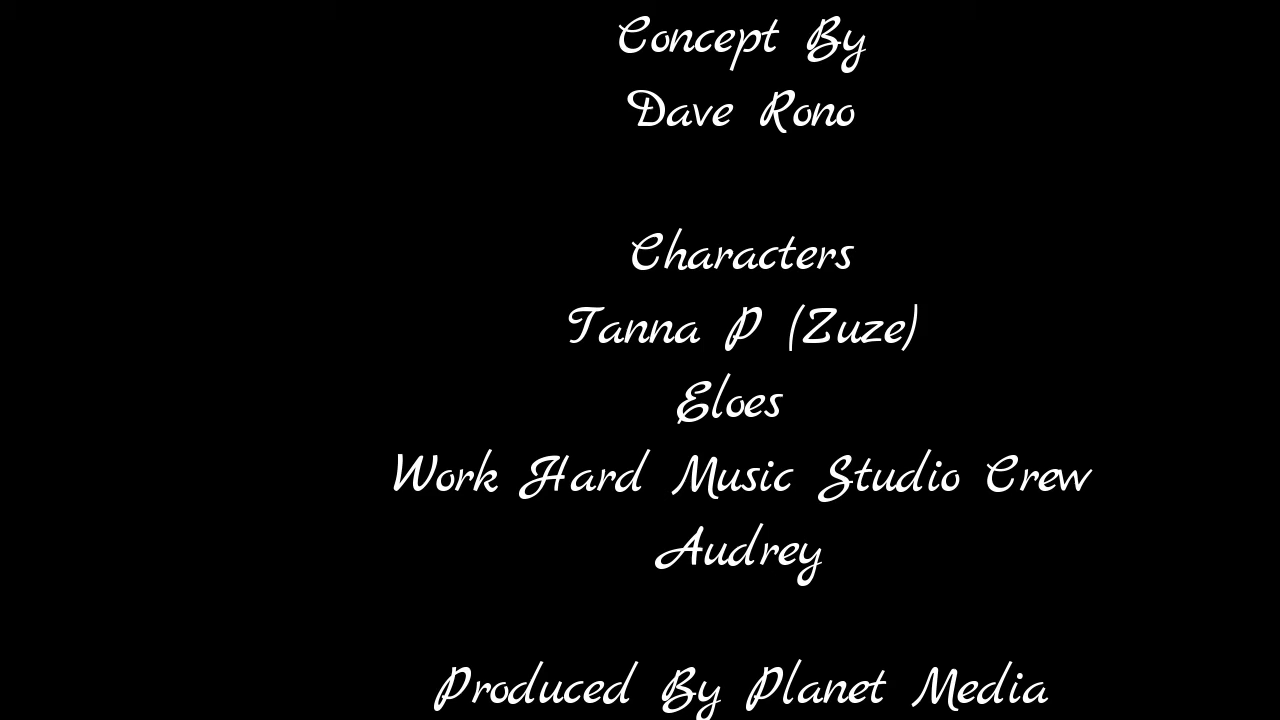 Concept By
Dave Rono
Characters
Tanna P (Zuze)
Eloes
Work Hard Music Studio Crew
Audrey
Produced By Planet Media